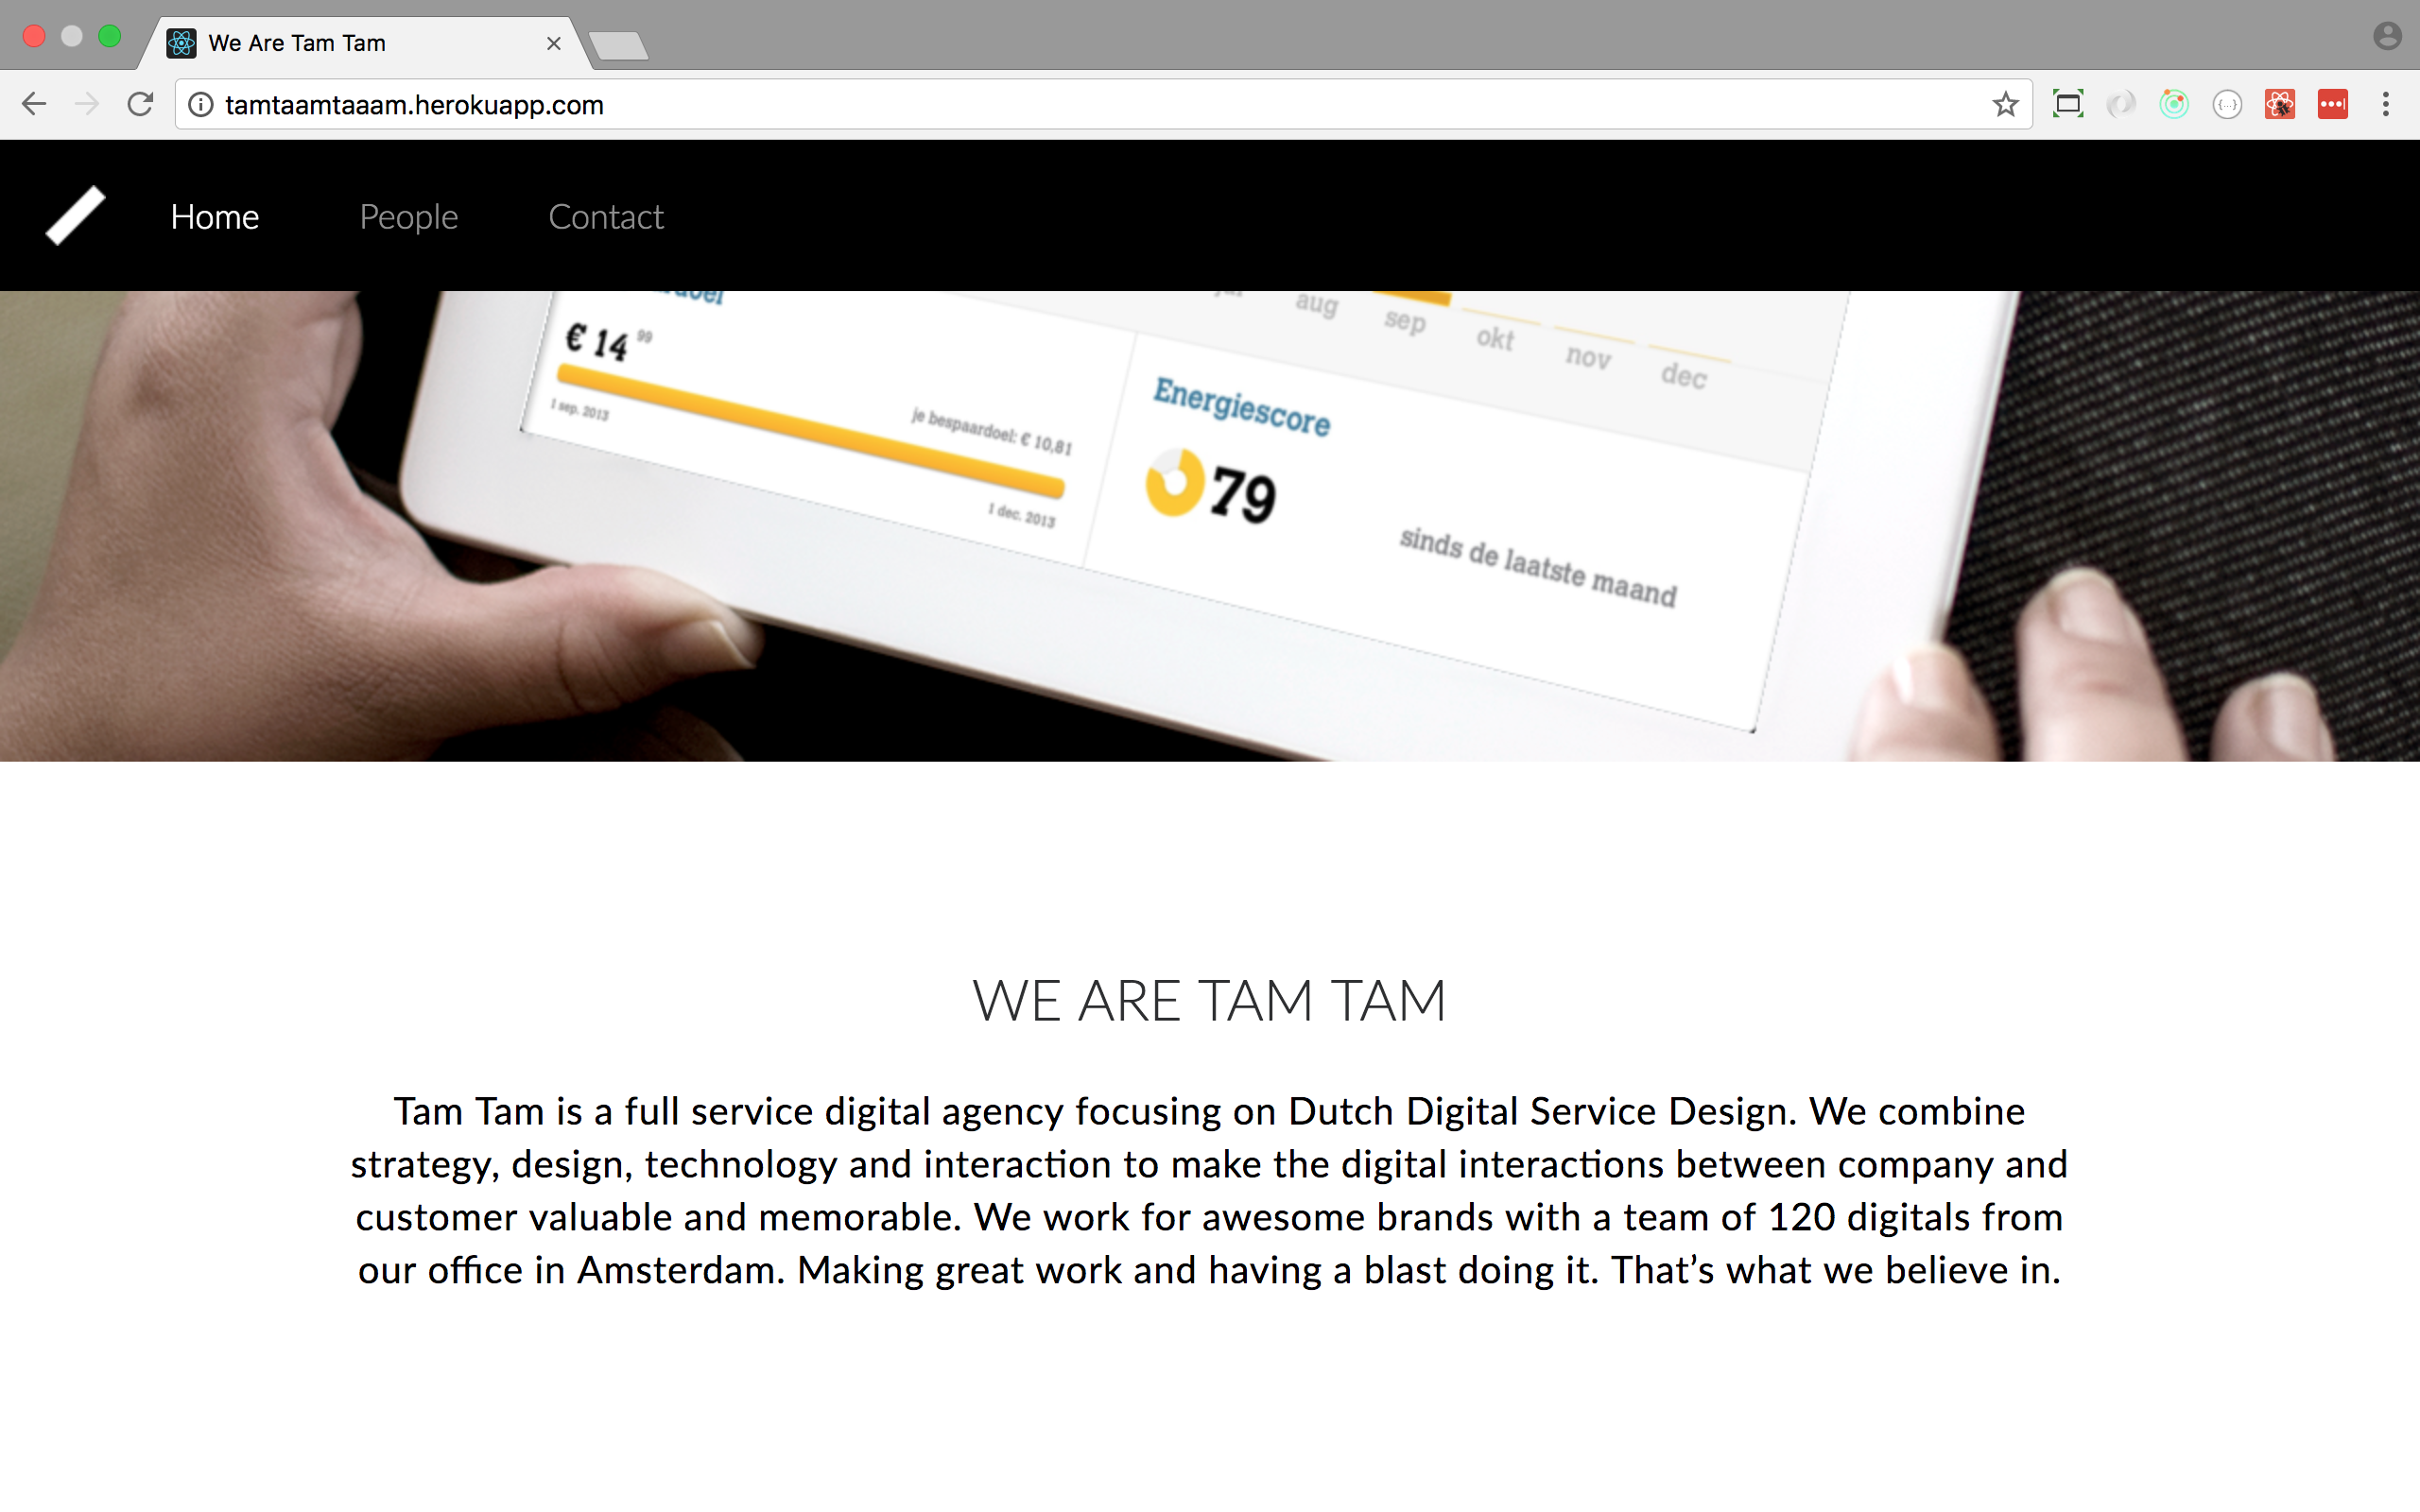 We Are Tam Tam
tamtaamtaaam.herokuapp.com
Home People Contact
aug sep okt nov dec
€ 14 99
1 sep. 2013
je bespaardoel: € 10,81
1 dec. 2013
Energiescore
79
sinds de laatste maand
WE ARE TAM TAM
Tam Tam is a full service digital agency focusing on Dutch Digital Service Design. We combine
strategy, design, technology and interaction to make the digital interactions between company and
customer valuable and memorable. We work for awesome brands with a team of 120 digitals from
our office in Amsterdam. Making great work and having a blast doing it. That’s what we believe in.